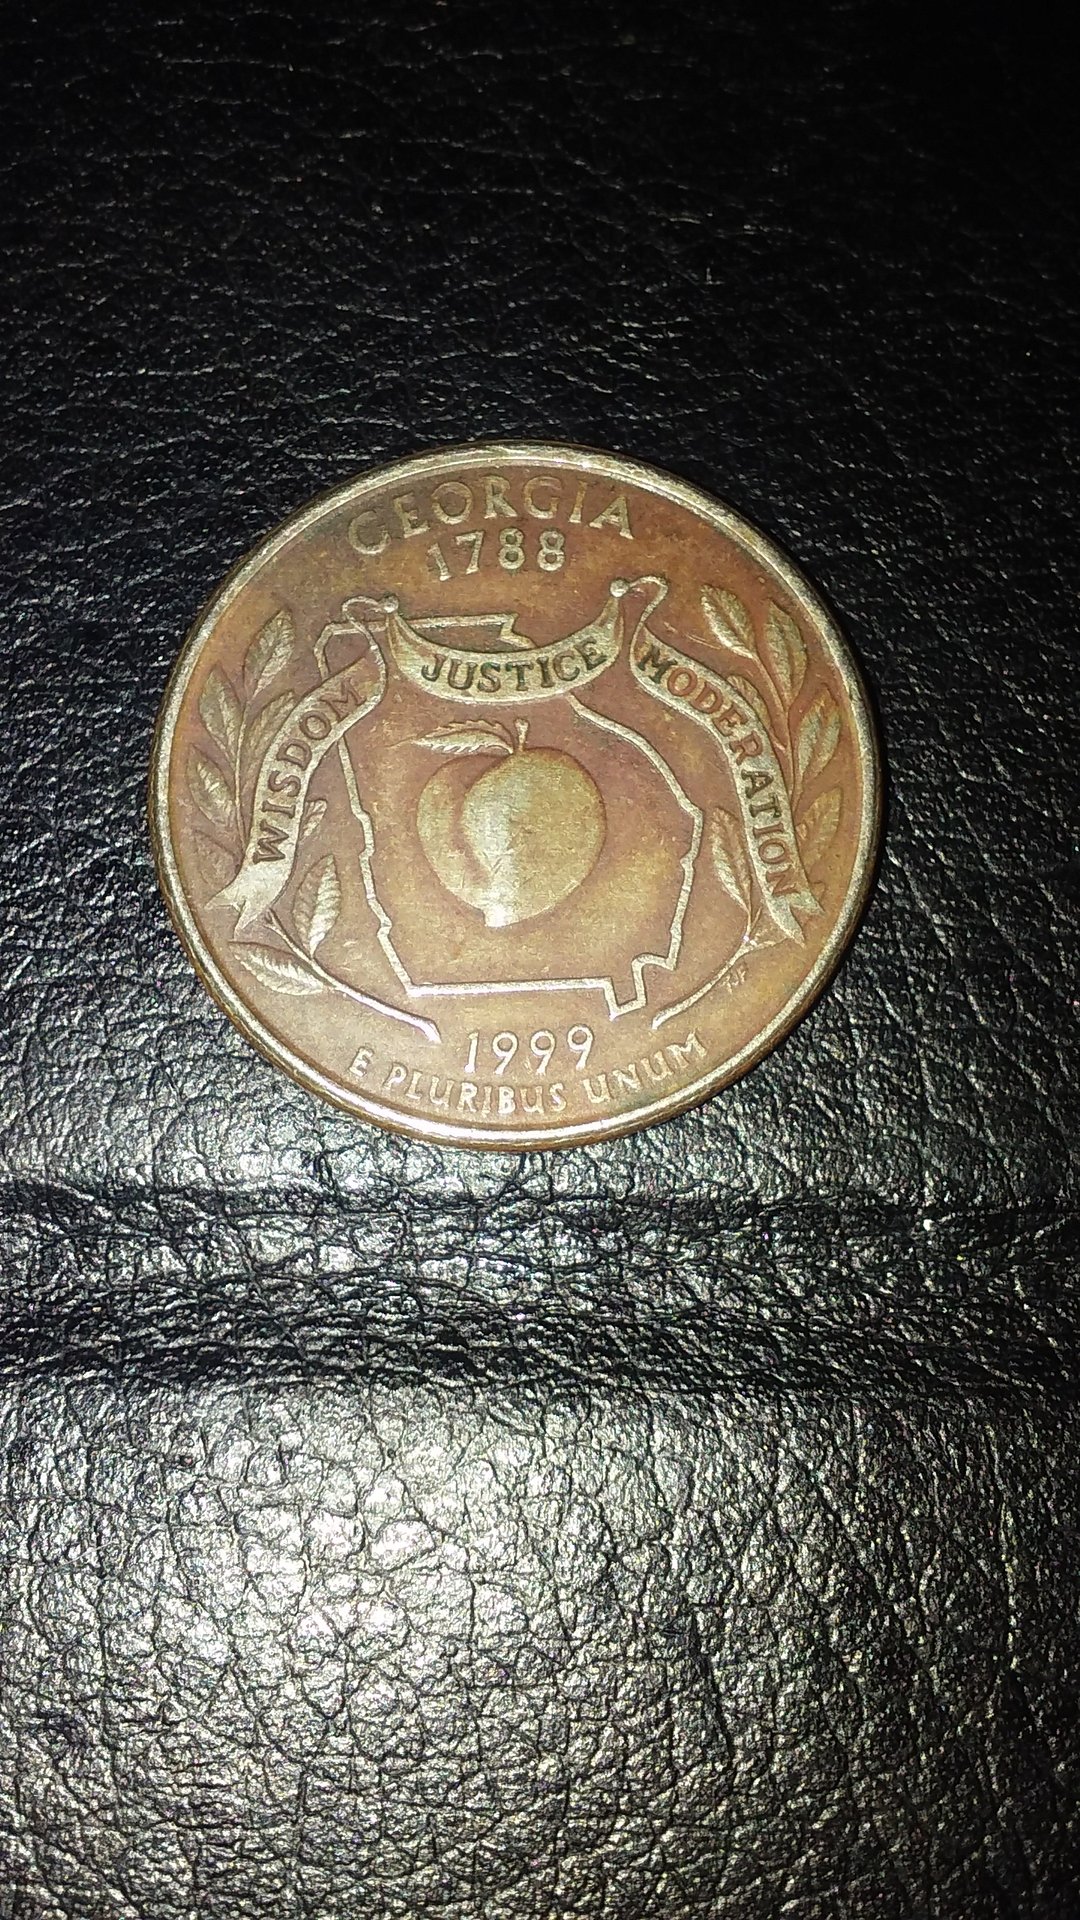 GEORGIA
1788
WISDOM
JUSTICE
MODERATION
1999
E PLURIBUS UNUM